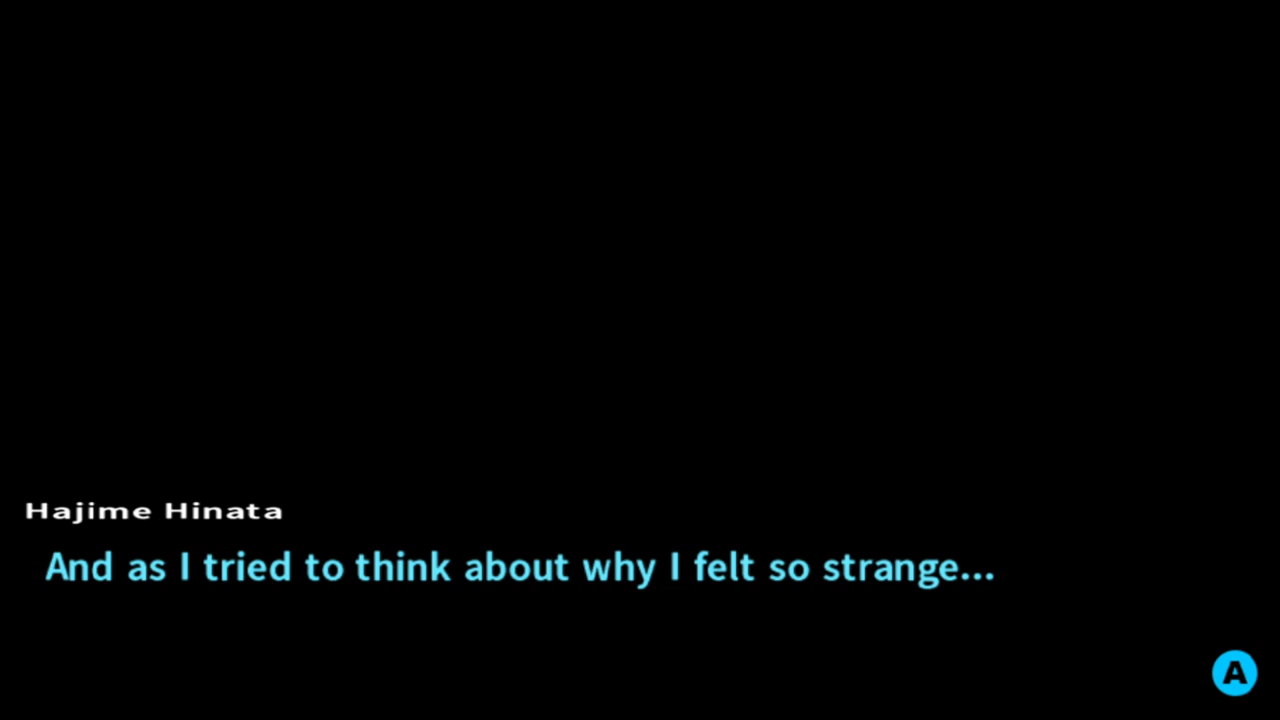 Hajime Hinata
And as I tried to think about why I felt so strange...
A